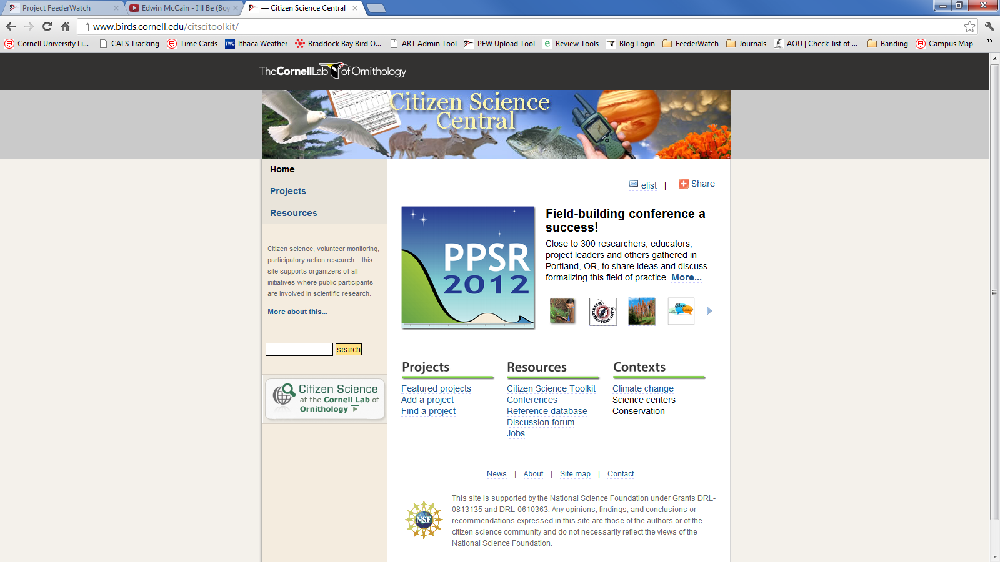 Project FeederWatch
Edwin McCain - I'll Be (Boy
— Citizen Science Central
www.birds.cornell.edu/citscitoolkit/
Cornell University Li...
CALS Tracking
Time Cards
TWC
Ithaca Weather
Braddock Bay Bird O...
ART Admin Tool
PFW Upload Tool
e
Review Tools
Blog Login
FeederWatch
Journals
AOU | Check-list of ...
Banding
Campus Map
»
TheCornellLab of Ornithology
Citizen Science
Central
Home
Projects
Resources
Citizen science, volunteer monitoring,
participatory action research... this
site supports organizers of all
initiatives where public participants
are involved in scientific research.
More about this...
search
Citizen Science
at the Cornell Lab of
Ornithology
elist |
Share
PPSR
2012
Field-building conference a
success!
Close to 300 researchers, educators,
project leaders and others gathered in
Portland, OR, to share ideas and discuss
formalizing this field of practice. More...
BEETLEBUSTERS.INFO
Projects
Featured projects
Add a project
Find a project
Resources
Citizen Science Toolkit
Conferences
Reference database
Discussion forum
Jobs
Contexts
Climate change
Science centers
Conservation
News | About | Site map | Contact
NSF
This site is supported by the National Science Foundation under Grants DRL-
0813135 and DRL-0610363. Any opinions, findings, and conclusions or
recommendations expressed in this site are those of the authors or of the
citizen science community and do not necessarily reflect the views of the
National Science Foundation.